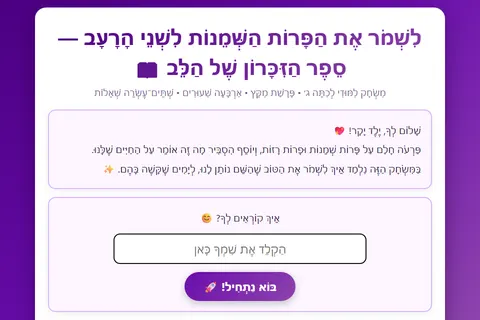 לִשְׁמֹר אֶת הַפָּרוֹת הַשְּׁמֵנוֹת לִשְׁנֵי הָרָעָב —
סֵפֶר הַזִּכָּרוֹן שֶׁל הַלֵּב 📖
מִשְׂחָק לִמּוּדִי לְכִתָּה ג׳ • פָּרָשַׁת מִקֵּץ • אַרְבָּעָה שִׁעוּרִים • שְׁתֵּים־עֶשְׂרֵה שְׁאֵלוֹת
שָׁלוֹם לְךָ, יֶלֶד יָקָר! 💖
פַּרְעֹה חָלַם עַל פָּרוֹת שְׁמֵנוֹת וּפָרוֹת רָזוֹת, וְיוֹסֵף הִסְבִּיר מַה זֶּה אוֹמֵר עַל הַחַיִּים שֶׁלָּנוּ.
בַּמִּשְׂחָק הַזֶּה נִלְמַד אֵיךְ לִשְׁמֹר אֶת הַטּוֹב שֶׁהַשֵּׁם נוֹתֵן לָנוּ, לַיָּמִים שֶׁקָּשֶׁה בָּהֶם. ✨
אֵיךְ קוֹרְאִים לְךָ? 😊
הַקְלֵד אֶת שִׁמְךָ כָּאן
בּוֹא נַתְחִיל! 🚀